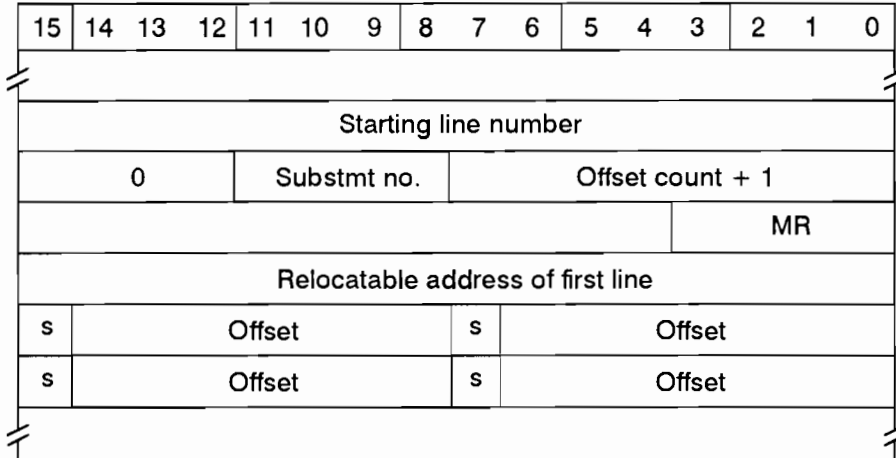 15 14 13 12 11 10 9 8 7 6 5 4 3 2 1 0
Starting line number
0 Substmt no. Offset count + 1
MR
Relocatable address of first line
s Offset s Offset
s Offset s Offset